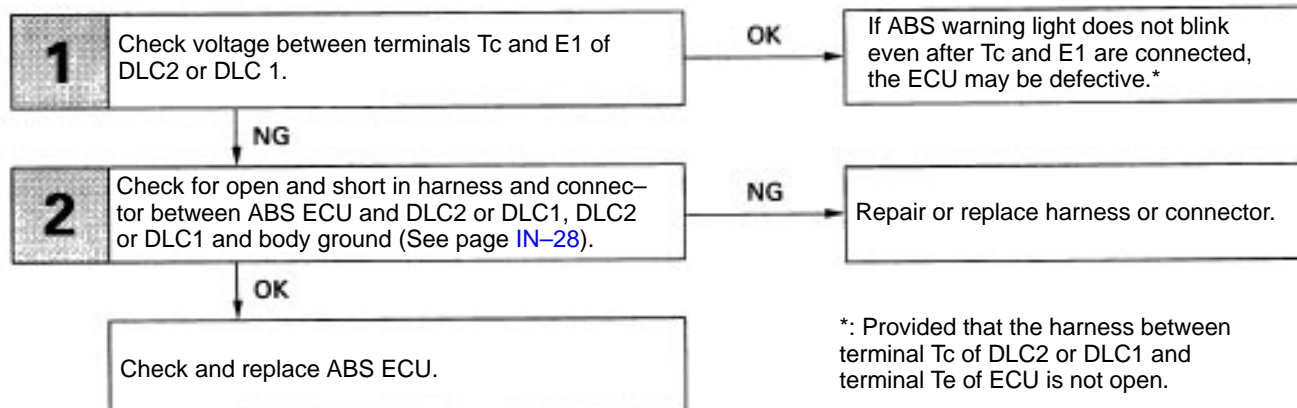 1
Check voltage between terminals Tc and E1 of
DLC2 or DLC 1.
OK
If ABS warning light does not blink
even after Tc and E1 are connected,
the ECU may be defective.*
NG
2
Check for open and short in harness and connec–
tor between ABS ECU and DLC2 or DLC1, DLC2
or DLC1 and body ground (See page IN–28).
NG
Repair or replace harness or connector.
OK
Check and replace ABS ECU.
*: Provided that the harness between
terminal Tc of DLC2 or DLC1 and
terminal Te of ECU is not open.